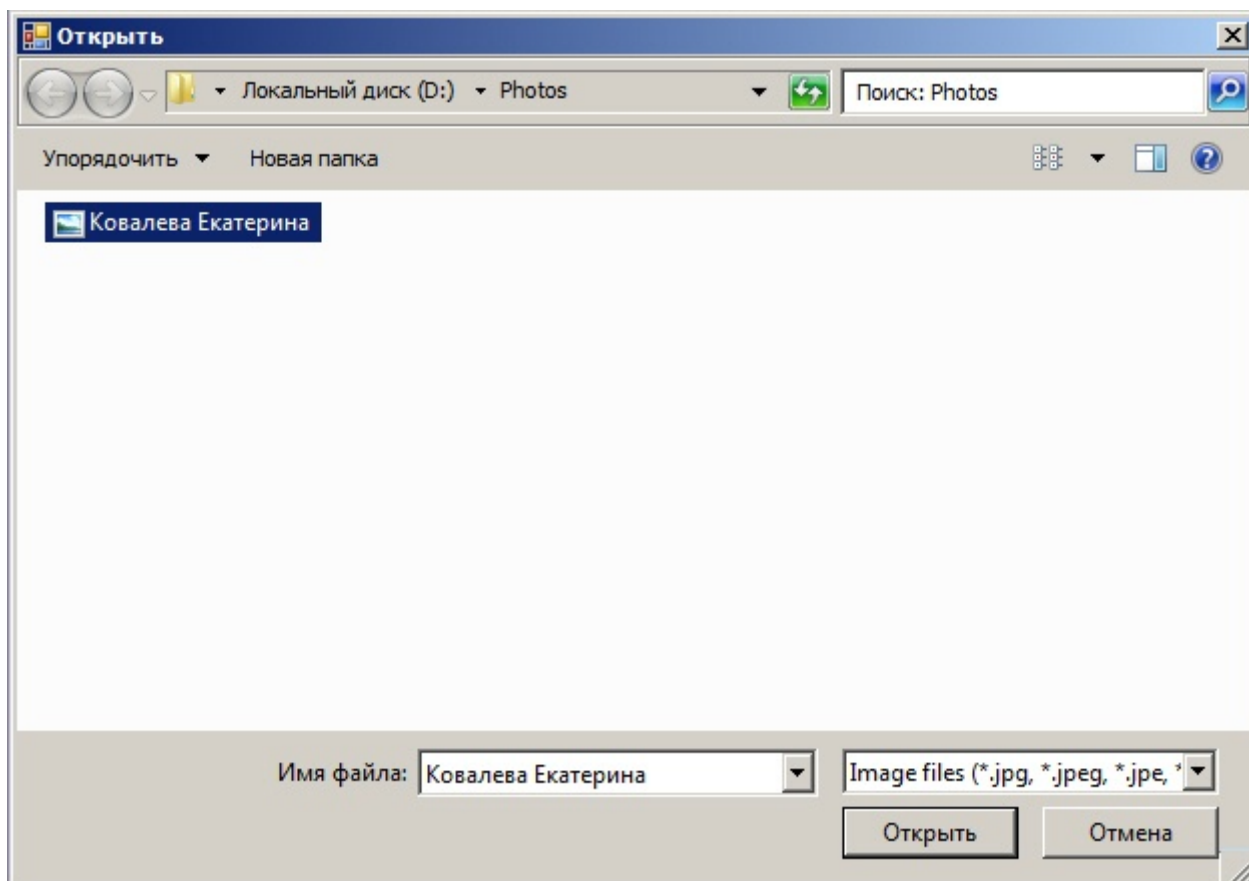 Открыть
Локальный диск (D:) Photos Поиск: Photos
Упорядочить Новая папка
Ковалева Екатерина
Имя файла: Ковалева Екатерина Image files (*.jpg, *.jpeg, *.jpe, *
Открыть Отмена